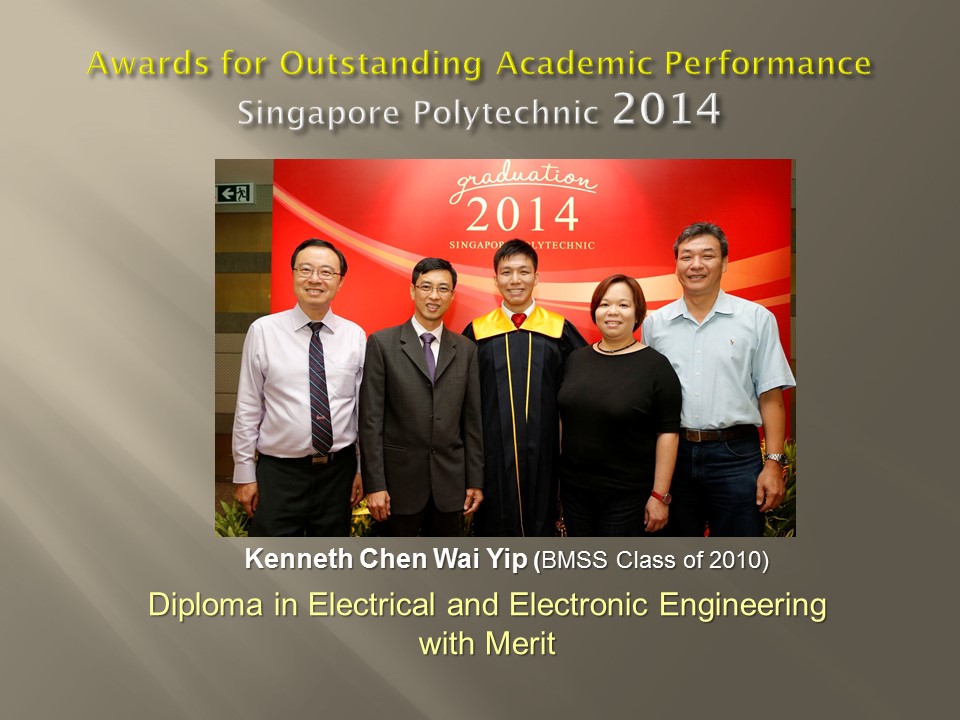 Awards for Outstanding Academic Performance
Singapore Polytechnic 2014
graduation
2014
SINGAPORE POLYTECHNIC
Kenneth Chen Wai Yip (BMSS Class of 2010)
Diploma in Electrical and Electronic Engineering
with Merit